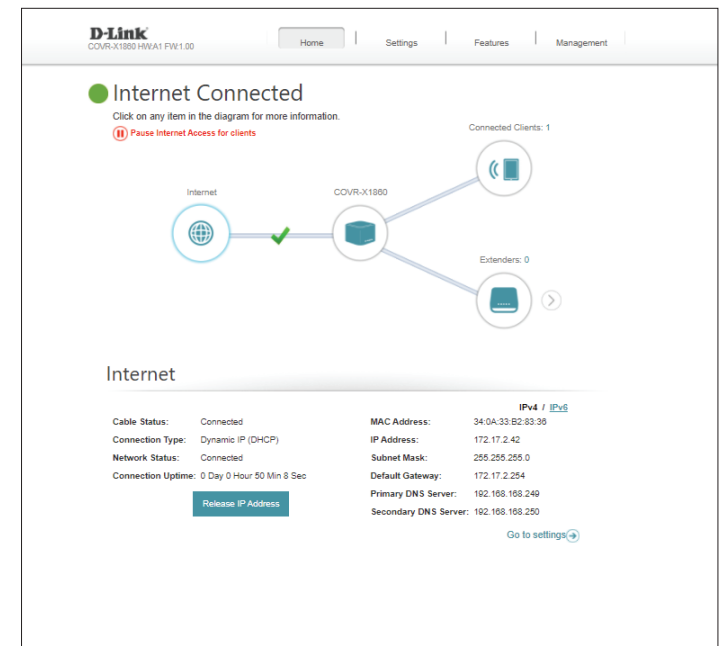 D-Link
COVR-X1860 HW:A1 FW:1.00
Home
Settings
Features
Management
Internet Connected
Click on any item in the diagram for more information.
Pause Internet Access for clients
Connected Clients: 1
Internet
COVR-X1860
Extenders: 0
Internet
IPv4 / IPv6
Cable Status: Connected
Connection Type: Dynamic IP (DHCP)
Network Status: Connected
Connection Uptime: 0 Day 0 Hour 50 Min 8 Sec
Release IP Address
MAC Address: 34:0A:33:B2:83:36
IP Address: 172.17.2.42
Subnet Mask: 255.255.255.0
Default Gateway: 172.17.2.254
Primary DNS Server: 192.168.168.249
Secondary DNS Server: 192.168.168.250
Go to settings